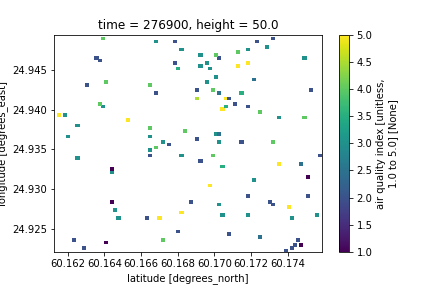 time = 276900, height = 50.0
24.945
24.940
24.935
24.930
24.925
longitude [degrees_east]
60.162 60.164 60.166 60.168 60.170 60.172 60.174
latitude [degrees_north]
5.0
4.5
4.0
3.5
3.0
2.5
2.0
1.5
1.0
air quality index [unitless,
1.0 to 5.0] [None]